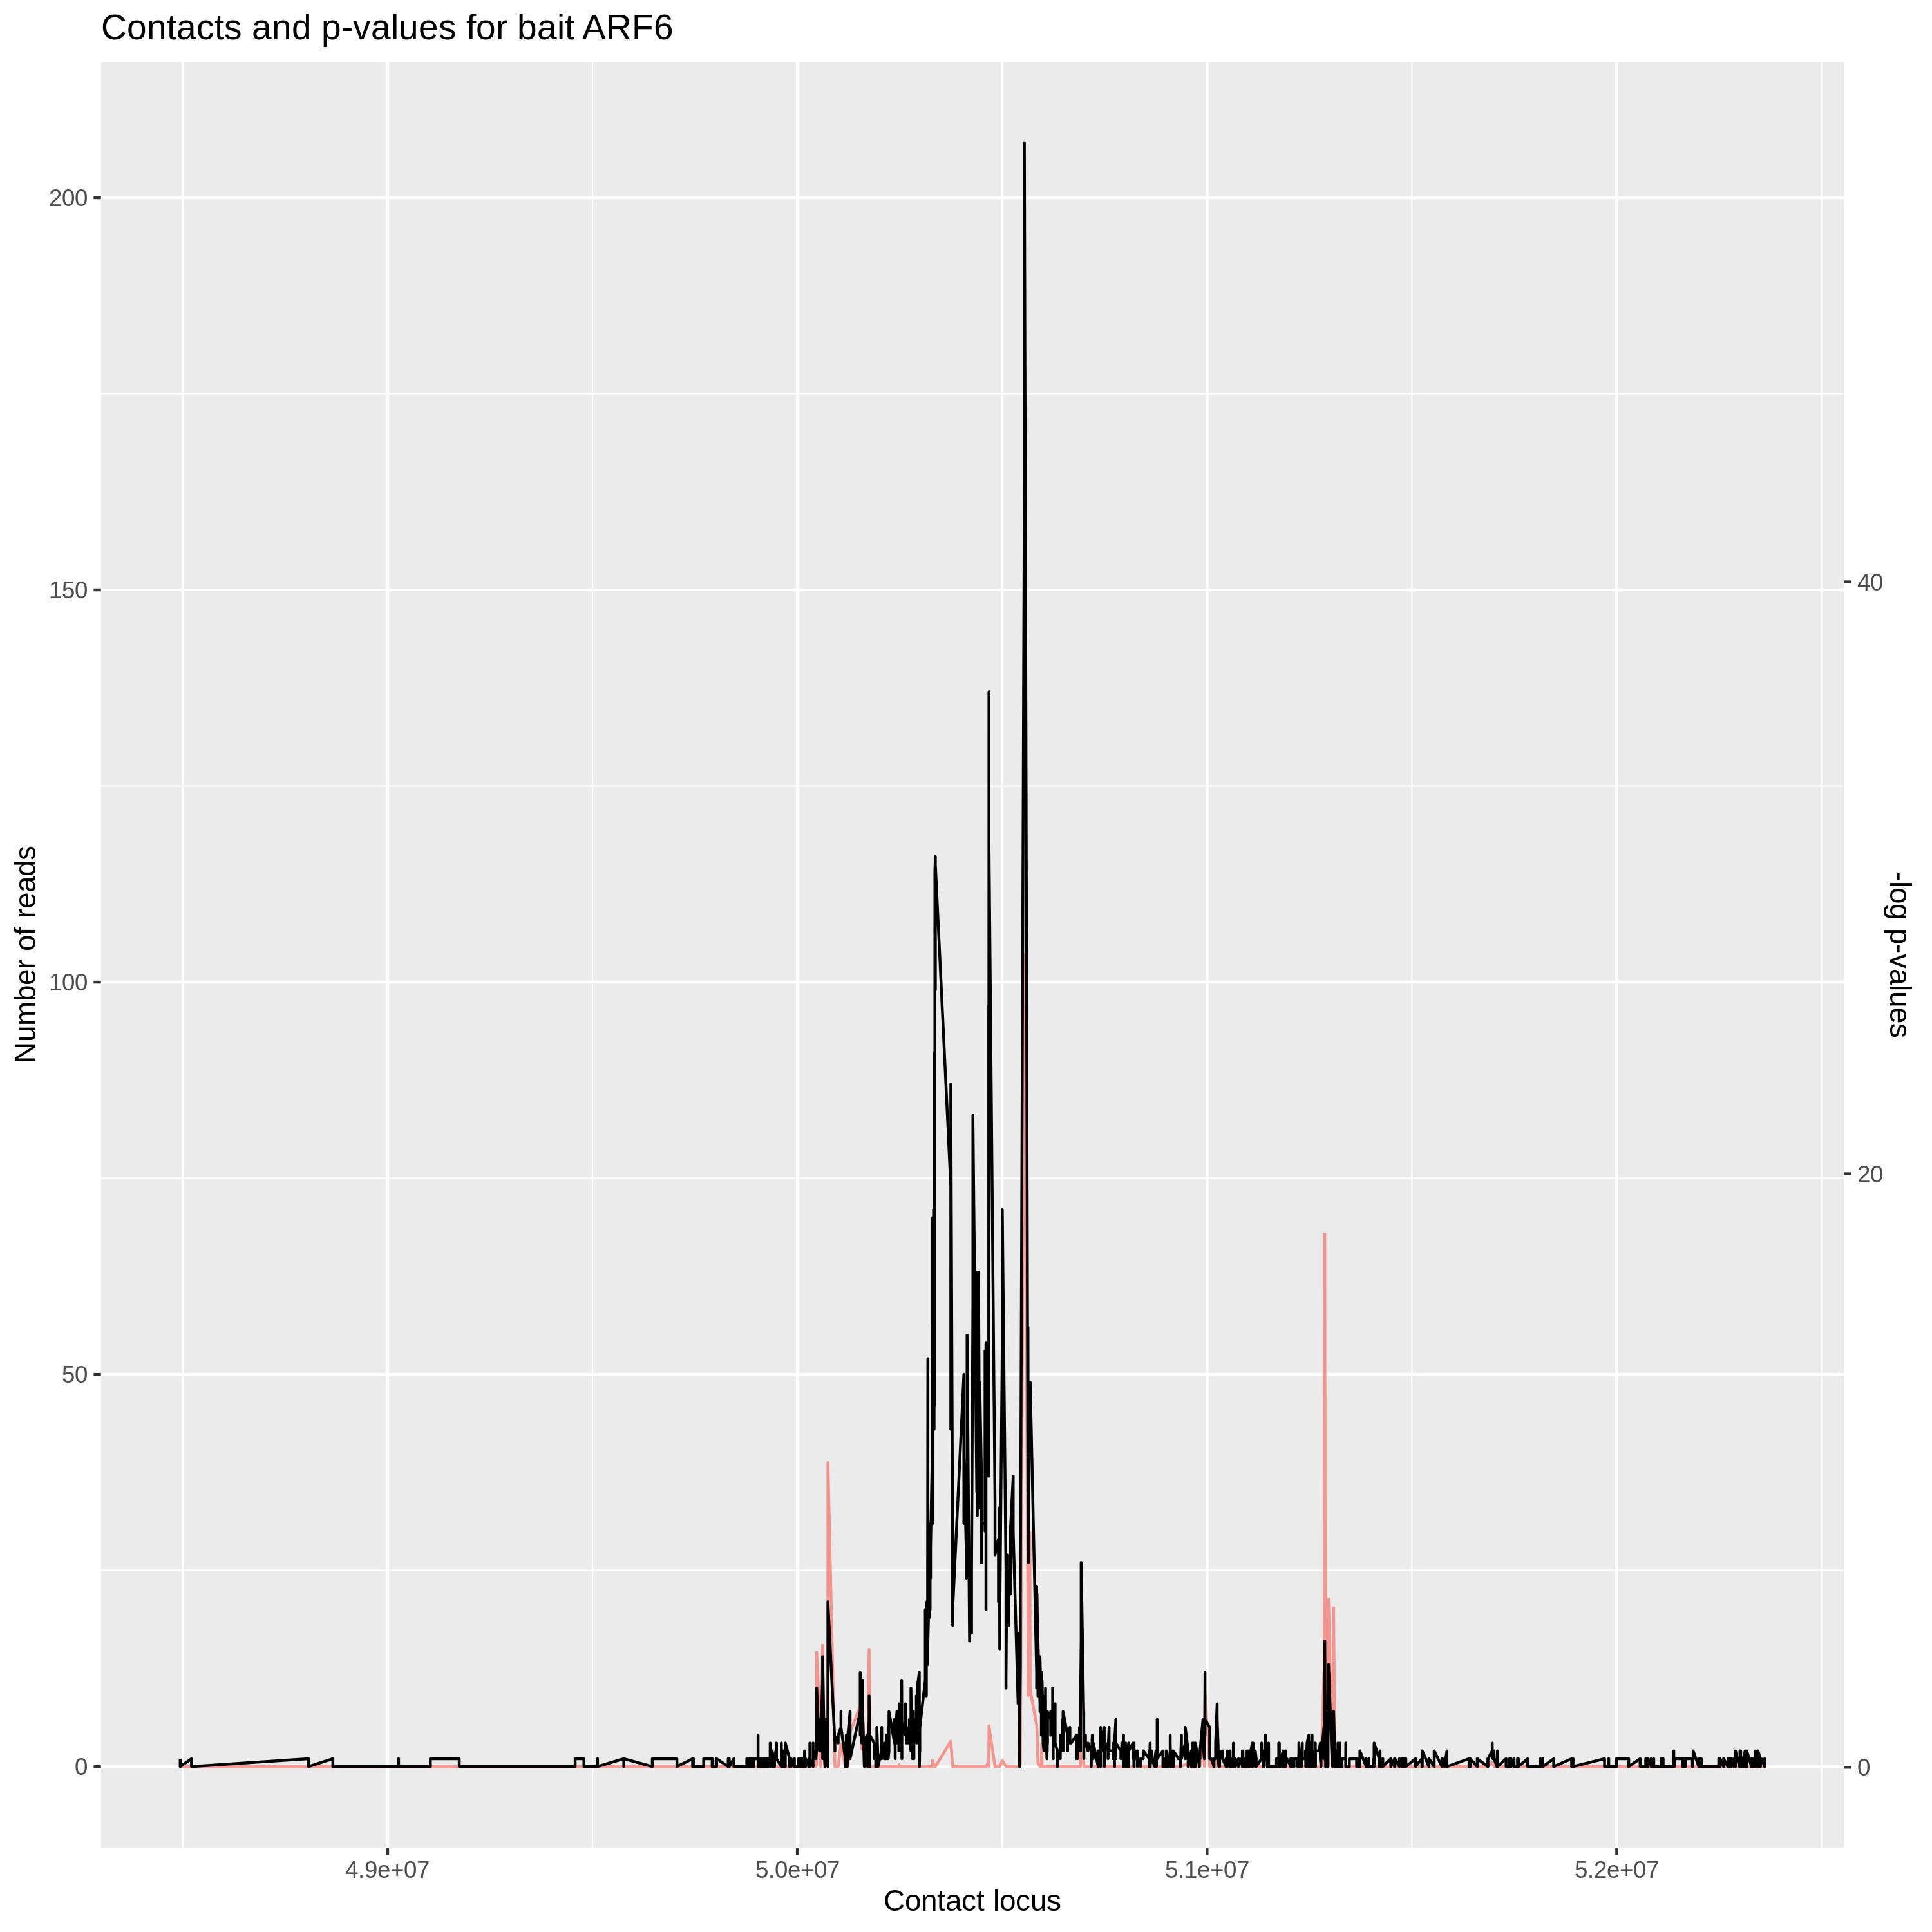 Contacts and p-values for bait ARF6
200
150
100
50
0
40
20
0
Number of reads
-log p-values
4.9e+07
5.0e+07
5.1e+07
5.2e+07
Contact locus